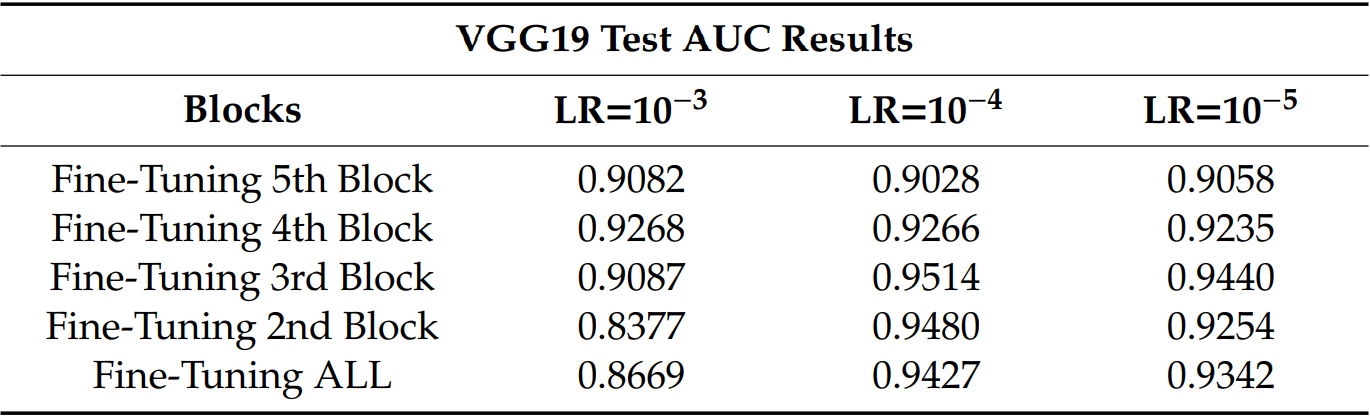 VGG19 Test AUC Results
Blocks LR=10⁻³ LR=10⁻⁴ LR=10⁻⁵
Fine-Tuning 5th Block 0.9082 0.9028 0.9058
Fine-Tuning 4th Block 0.9268 0.9266 0.9235
Fine-Tuning 3rd Block 0.9087 0.9514 0.9440
Fine-Tuning 2nd Block 0.8377 0.9480 0.9254
Fine-Tuning ALL 0.8669 0.9427 0.9342